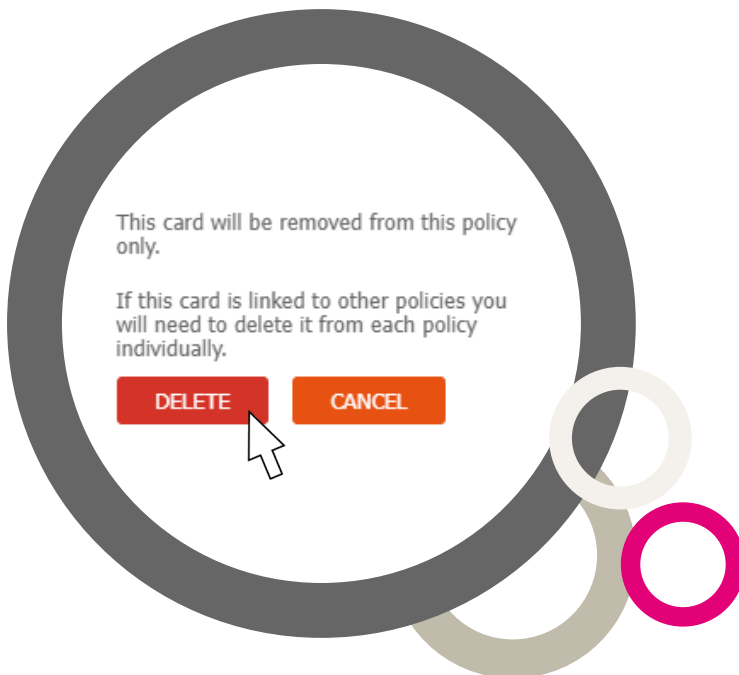 This card will be removed from this policy
only.
If this card is linked to other policies you
will need to delete it from each policy
individually.
DELETE CANCEL